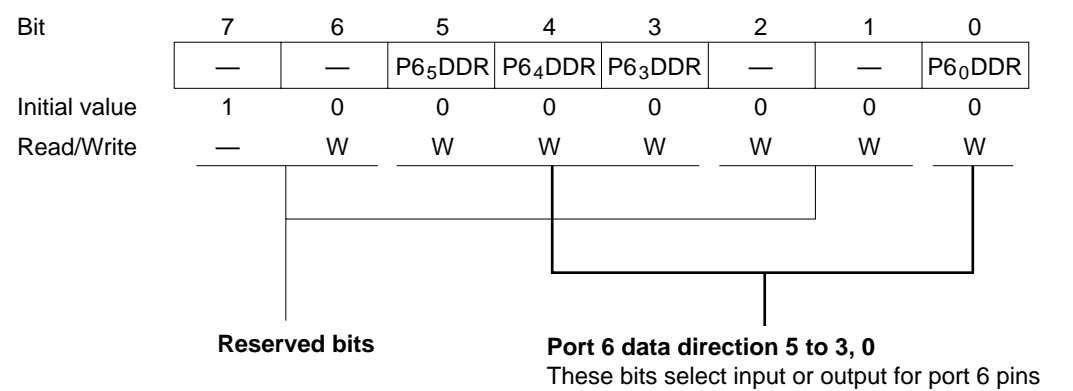 Bit 7 6 5 4 3 2 1 0
— — P6₅DDR P6₄DDR P6₃DDR — — P6₀DDR
Initial value 1 0 0 0 0 0 0 0
Read/Write — W W W W W W W
Reserved bits
Port 6 data direction 5 to 3, 0
These bits select input or output for port 6 pins